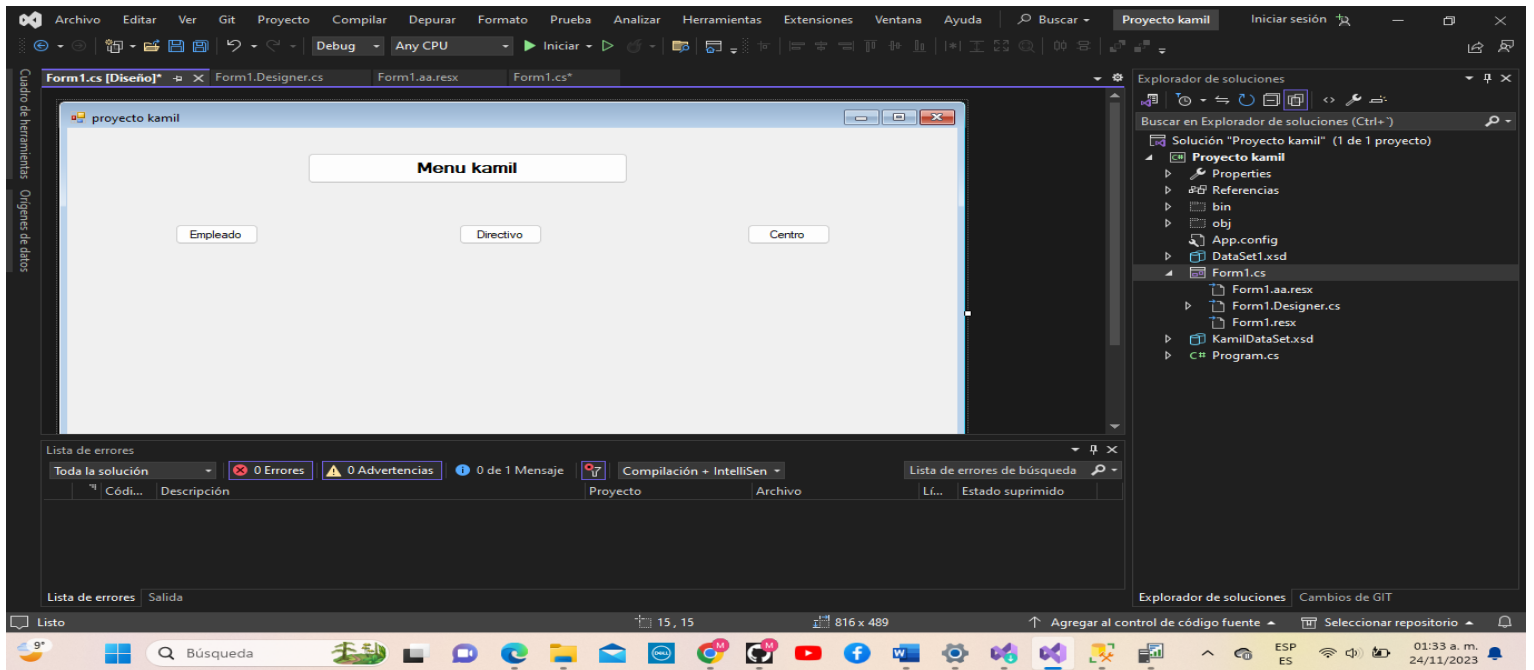 Archivo Editar Ver Git Proyecto Compilar Depurar Formato Prueba Analizar Herramientas Extensiones Ventana Ayuda Buscar Proyecto kamil Iniciar sesión
Debug Any CPU Iniciar
Cuadro de herramientas
Orígenes de datos
Form1.cs [Diseño]* Form1.Designer.cs Form1.aa.resx Form1.cs*
proyecto kamil
Menu kamil
Empleado Directivo Centro
Explorador de soluciones
Buscar en Explorador de soluciones (Ctrl+¨)
Solución "Proyecto kamil" (1 de 1 proyecto)
C# Proyecto kamil
Properties
Referencias
bin
obj
App.config
DataSet1.xsd
Form1.cs
Form1.aa.resx
Form1.Designer.cs
Form1.resx
KamilDataSet.xsd
C# Program.cs
Lista de errores
Toda la solución 0 Errores 0 Advertencias 0 de 1 Mensaje Compilación + IntelliSen Lista de errores de búsqueda
Códi... Descripción Proyecto Archivo Lí... Estado suprimido
Lista de errores Salida
Explorador de soluciones Cambios de GIT
Listo 15 , 15 816 x 489 Agregar al control de código fuente Seleccionar repositorio
9° Búsqueda DELL M M W ESP ES 01:33 a. m. 24/11/2023